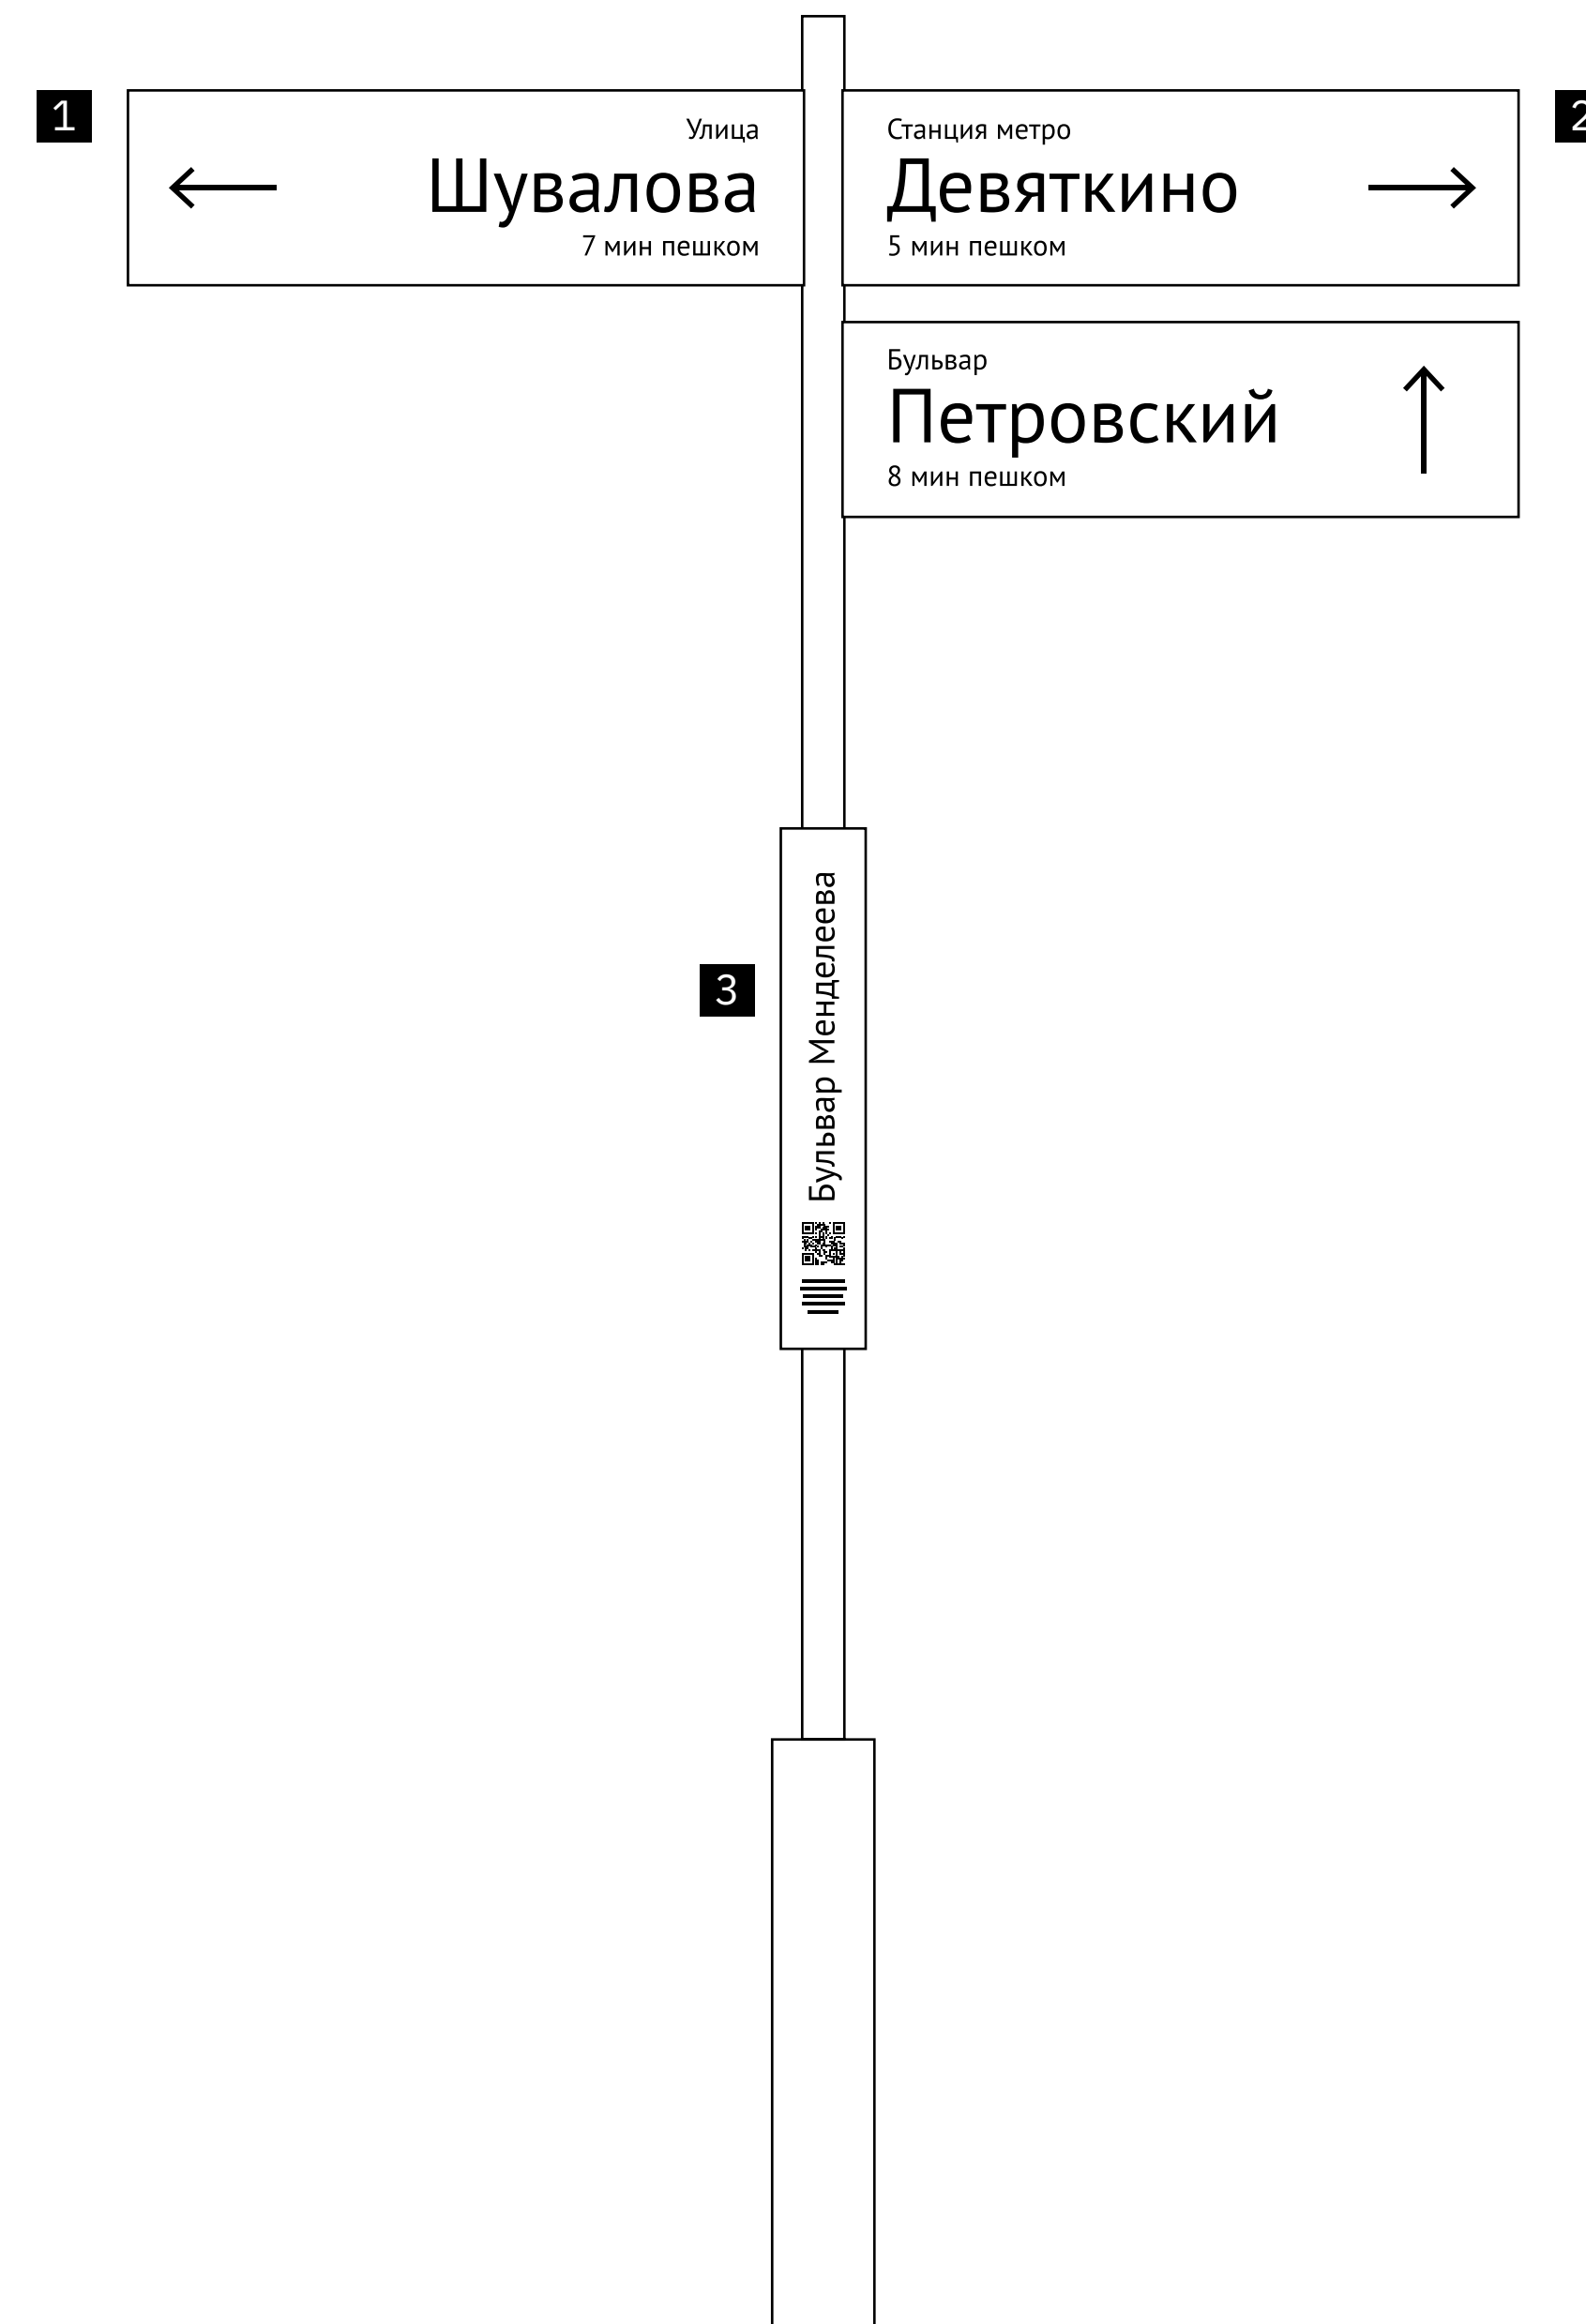 1
Улица
Шувалова
7 мин пешком
Станция метро
Девяткино
5 мин пешком
2
Бульвар
Петровский
8 мин пешком
3
Бульвар Менделеева